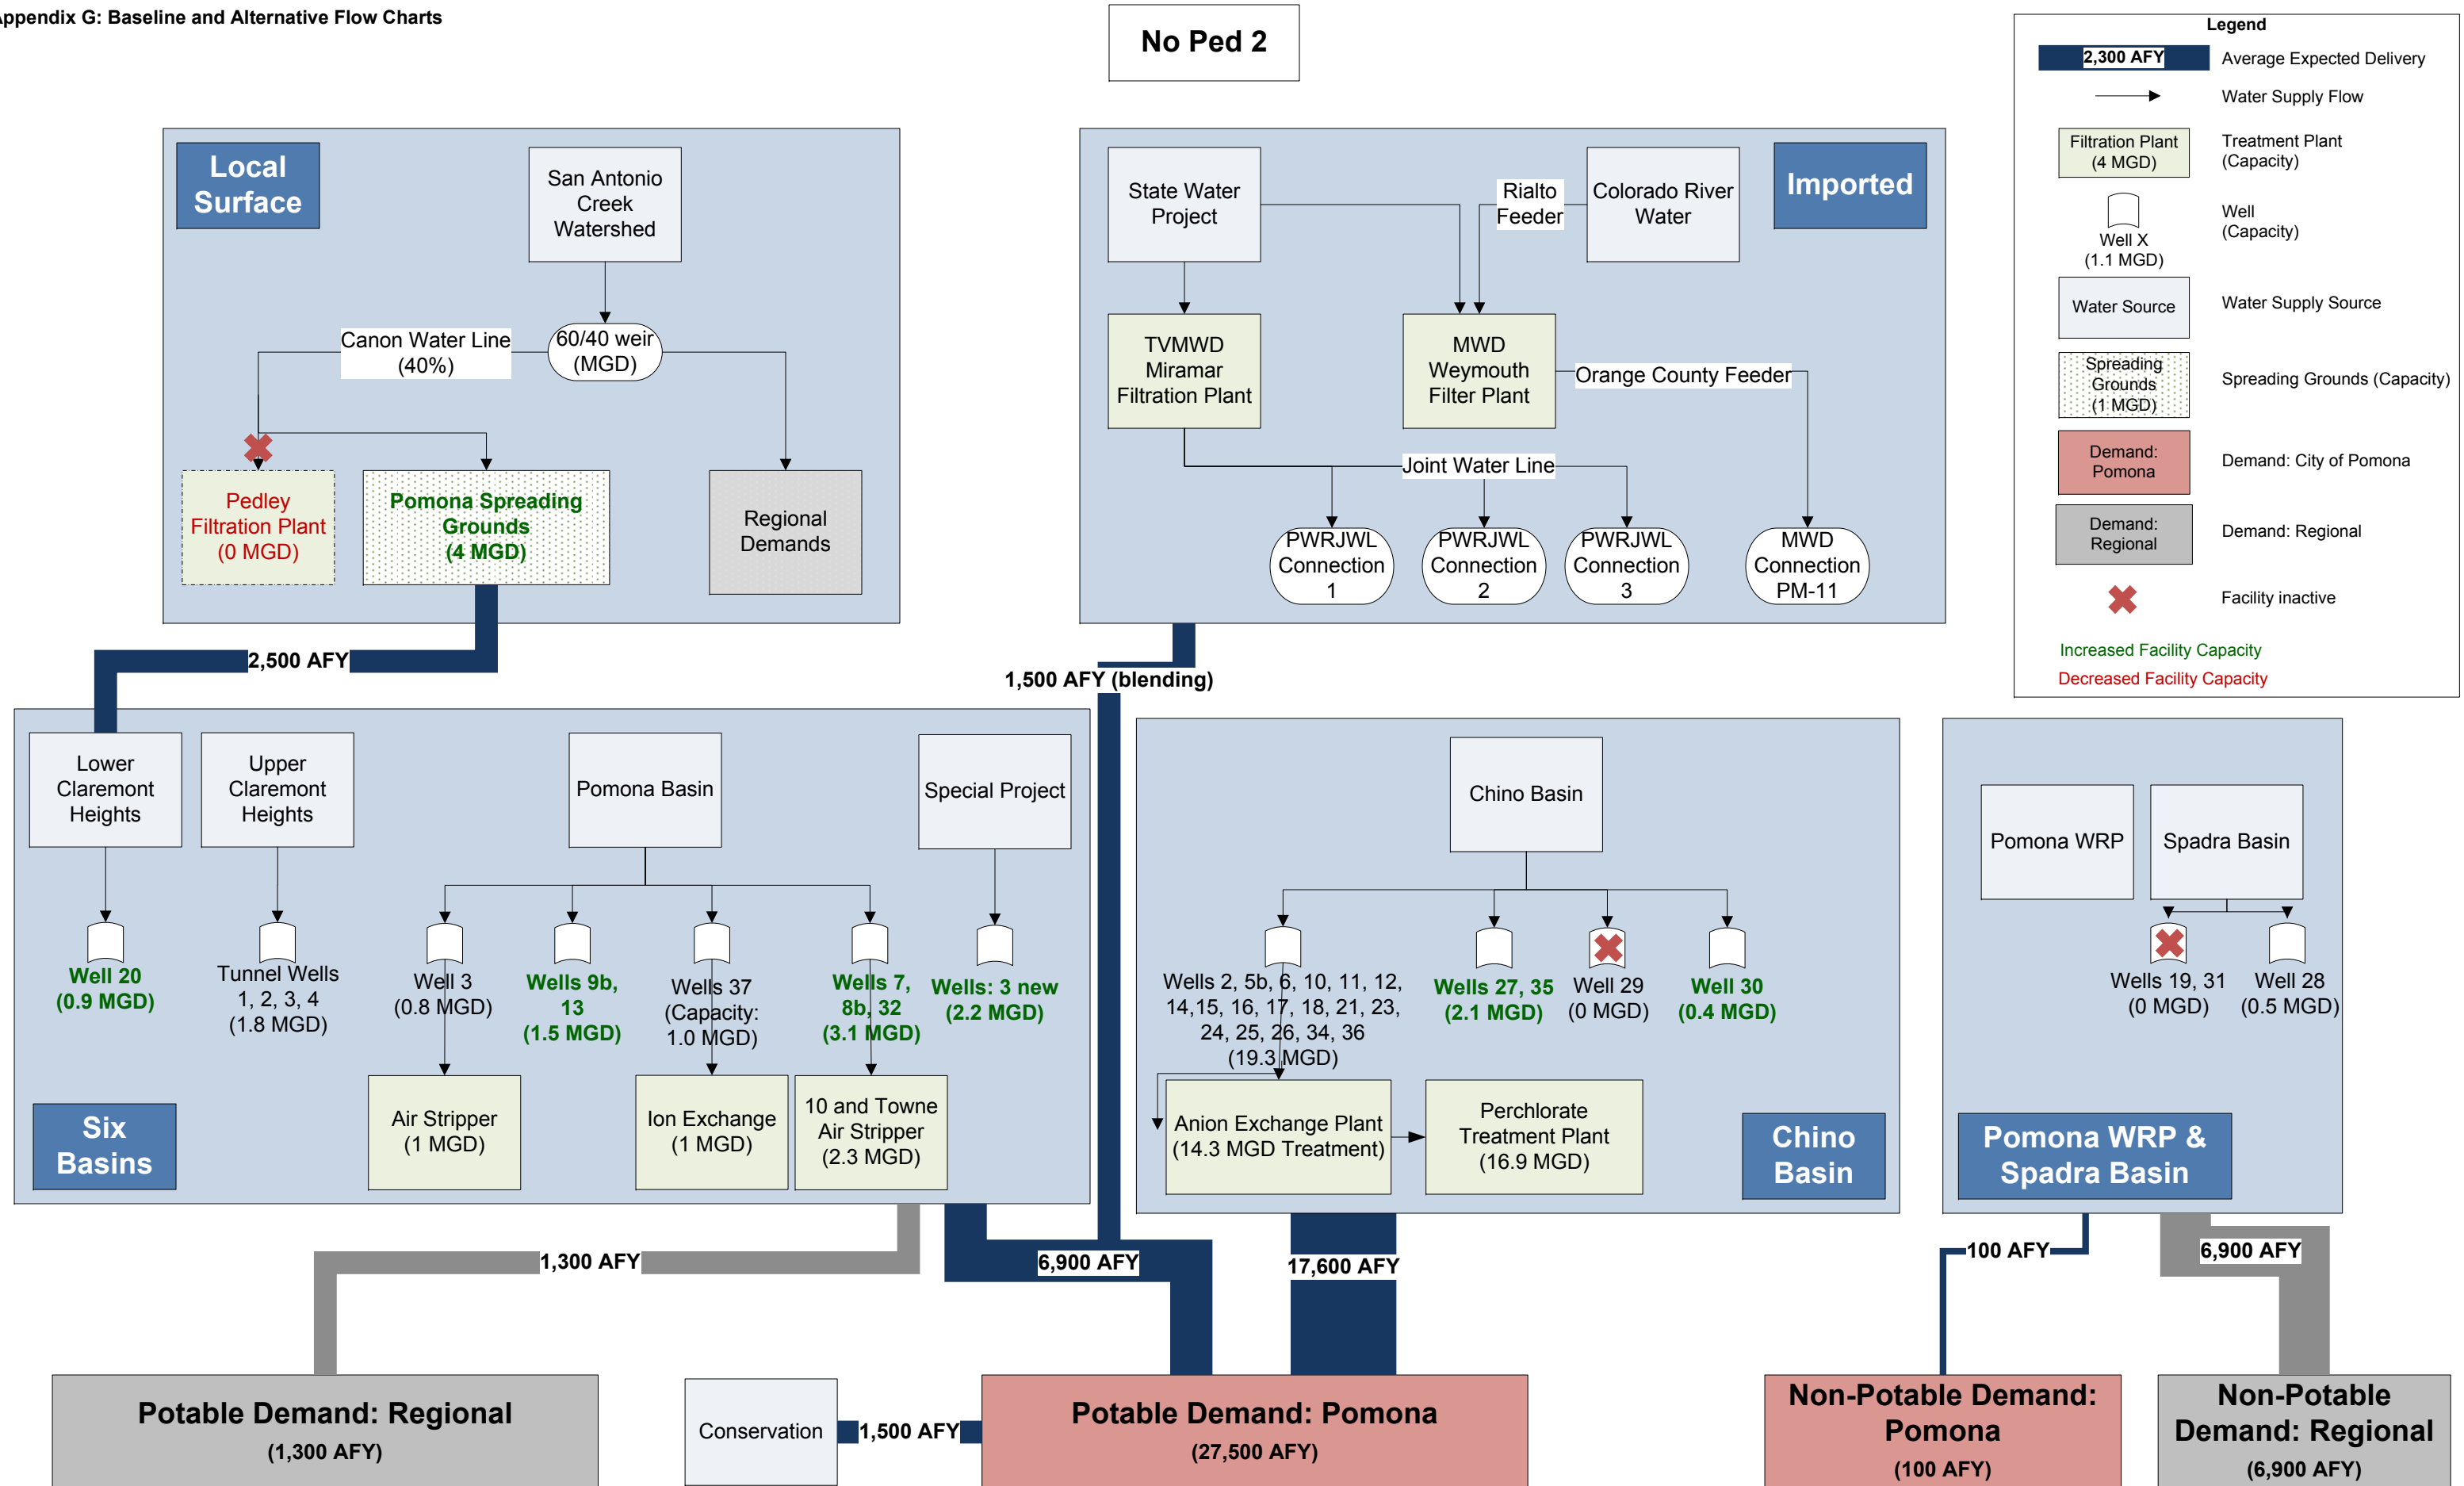 Appendix G: Baseline and Alternative Flow Charts
No Ped 2
Legend
2,300 AFY
Average Expected Delivery
Water Supply Flow
Filtration Plant
(4 MGD)
Treatment Plant
(Capacity)
Well X
(1.1 MGD)
Well
(Capacity)
Water Source
Water Supply Source
Spreading
Grounds
(1 MGD)
Spreading Grounds (Capacity)
Demand:
Pomona
Demand: City of Pomona
Demand:
Regional
Demand: Regional
Facility inactive
Increased Facility Capacity
Decreased Facility Capacity
Local
Surface
San Antonio
Creek
Watershed
Canon Water Line
(40%)
60/40 weir
(MGD)
Pedley
Filtration Plant
(0 MGD)
Pomona Spreading
Grounds
(4 MGD)
Regional
Demands
2,500 AFY
State Water
Project
Rialto
Feeder
Colorado River
Water
Imported
TVMWD
Miramar
Filtration Plant
MWD
Weymouth
Filter Plant
Orange County Feeder
Joint Water Line
PWRJWL
Connection
1
PWRJWL
Connection
2
PWRJWL
Connection
3
MWD
Connection
PM-11
1,500 AFY (blending)
Lower
Claremont
Heights
Upper
Claremont
Heights
Pomona Basin
Special Project
Well 20
(0.9 MGD)
Tunnel Wells
1, 2, 3, 4
(1.8 MGD)
Well 3
(0.8 MGD)
Wells 9b,
13
(1.5 MGD)
Wells 37
(Capacity:
1.0 MGD)
Wells 7,
8b, 32
(3.1 MGD)
Wells: 3 new
(2.2 MGD)
Six
Basins
Air Stripper
(1 MGD)
Ion Exchange
(1 MGD)
10 and Towne
Air Stripper
(2.3 MGD)
Chino Basin
Wells 2, 5b, 6, 10, 11, 12,
14,15, 16, 17, 18, 21, 23,
24, 25, 26, 34, 36
(19.3 MGD)
Wells 27, 35
(2.1 MGD)
Well 29
(0 MGD)
Well 30
(0.4 MGD)
Anion Exchange Plant
(14.3 MGD Treatment)
Perchlorate
Treatment Plant
(16.9 MGD)
Chino
Basin
Pomona WRP
Spadra Basin
Wells 19, 31
(0 MGD)
Well 28
(0.5 MGD)
Pomona WRP &
Spadra Basin
1,300 AFY
6,900 AFY
17,600 AFY
100 AFY
6,900 AFY
Potable Demand: Regional
(1,300 AFY)
Conservation
1,500 AFY
Potable Demand: Pomona
(27,500 AFY)
Non-Potable Demand:
Pomona
(100 AFY)
Non-Potable
Demand: Regional
(6,900 AFY)